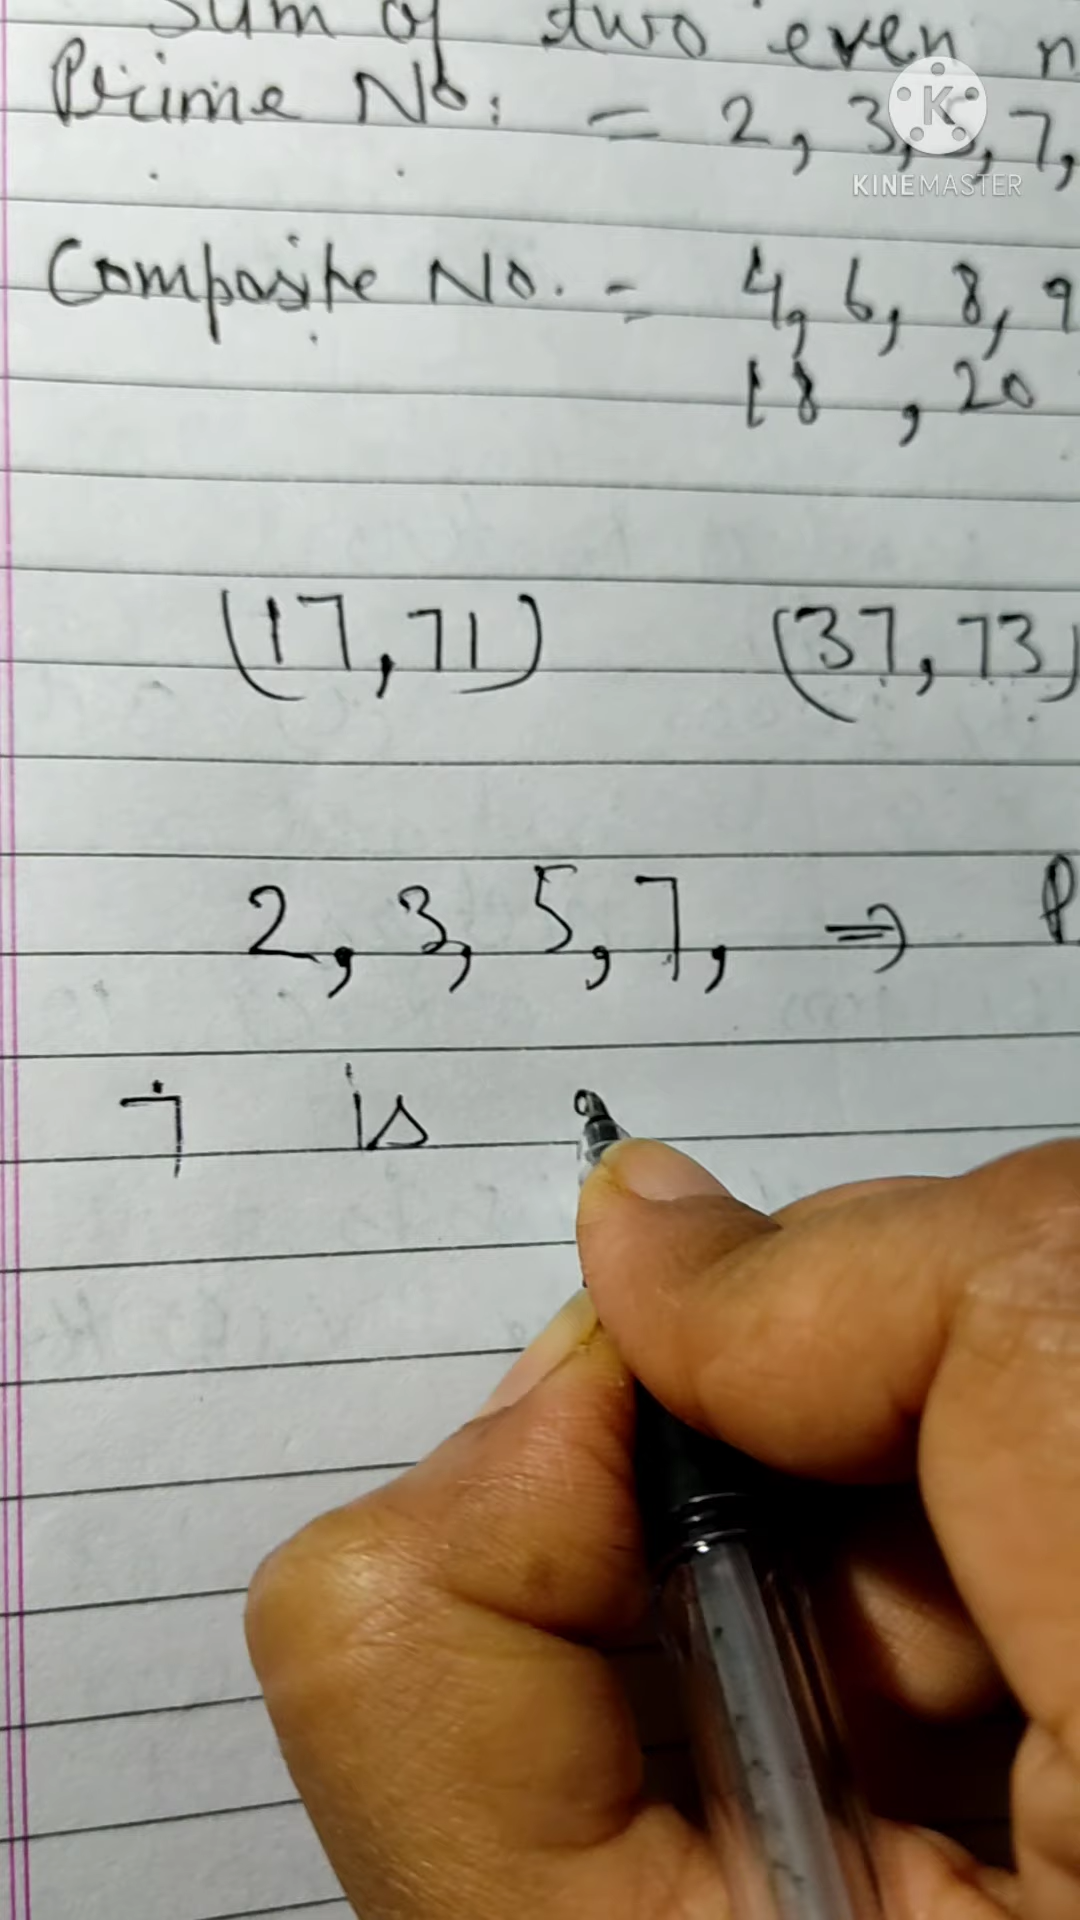 Sum of two even n
Prime No: = 2, 3, 5, 7,
K
KINEMASTER
Composite No. - 4, 6, 8, 9
18 , 20
(17, 71) (37, 73)
2, 3, 5, 7, ⇒ P
7 is